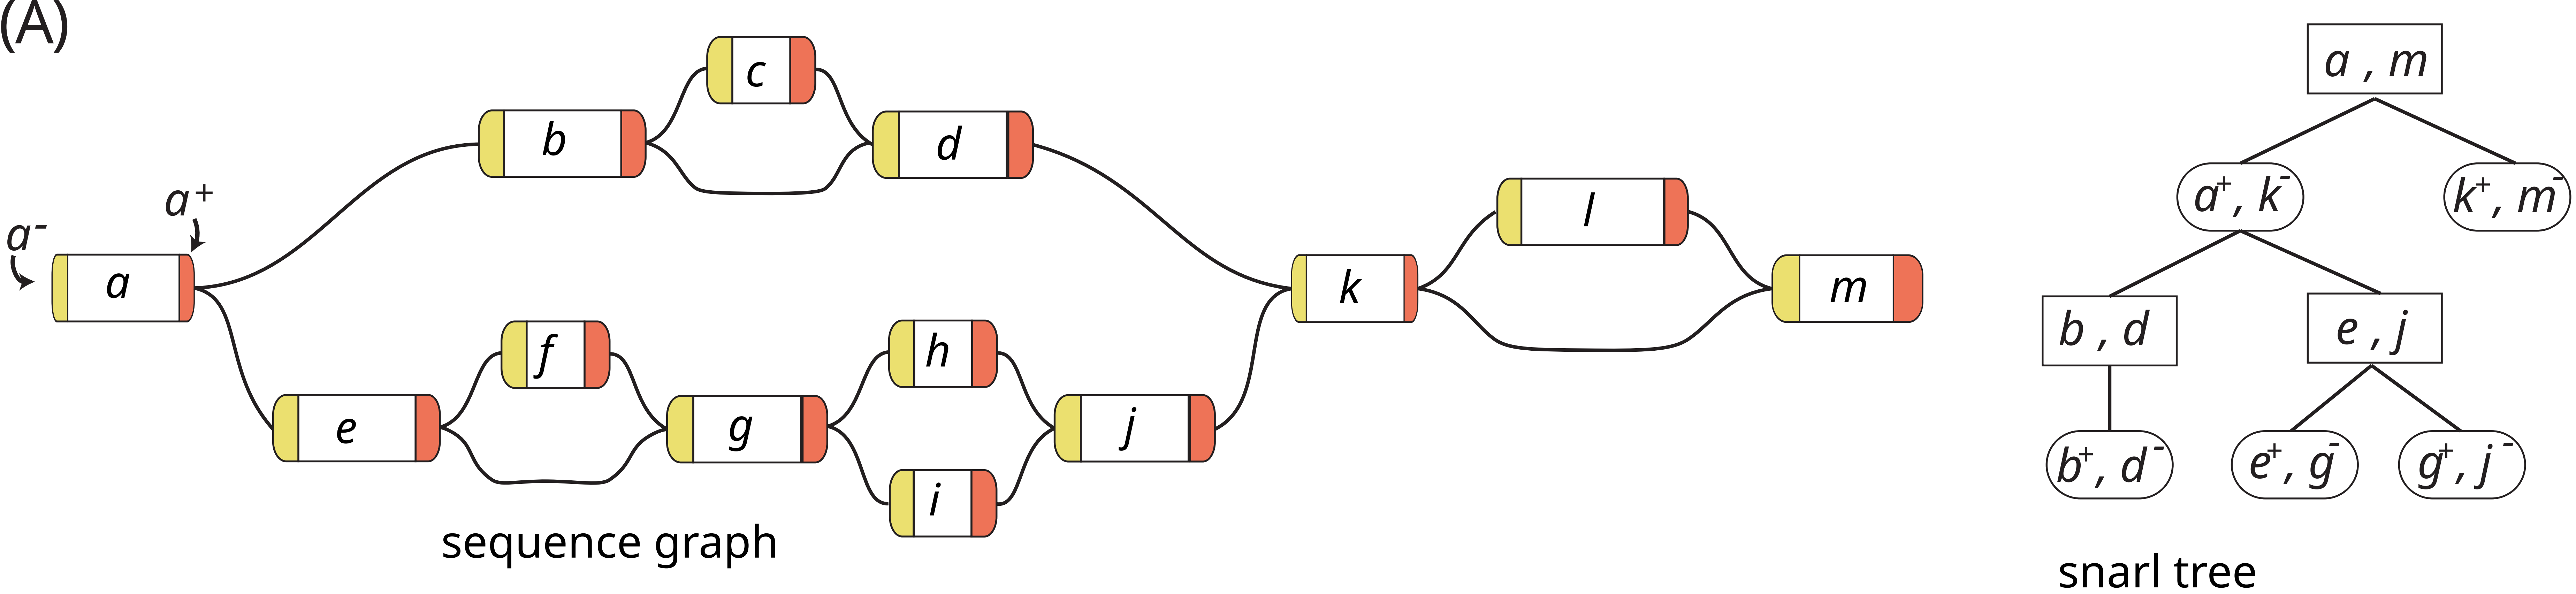 (A)
a⁻
a⁺
a
b
c
d
e
f
g
h
i
j
k
l
m
sequence graph
a , m
a⁺, k⁻
k⁺, m⁻
b , d
e , j
b⁺, d⁻
e⁺, g⁻
g⁺, j⁻
snarl tree